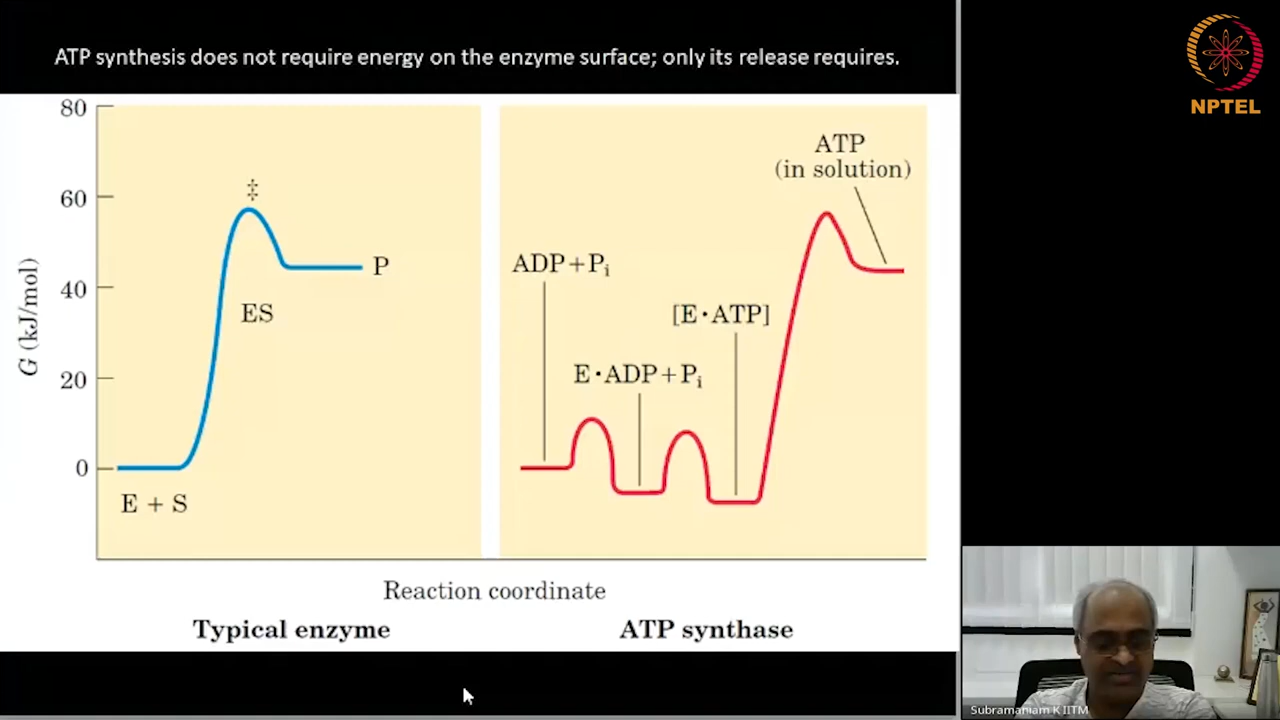 ATP synthesis does not require energy on the enzyme surface; only its release requires.
NPTEL
80
60
40
20
0
G (kJ/mol)
‡
P
ES
E + S
ATP
(in solution)
ADP+Pi
[E·ATP]
E·ADP+Pi
Reaction coordinate
Typical enzyme
ATP synthase
Subramaniam K IITM